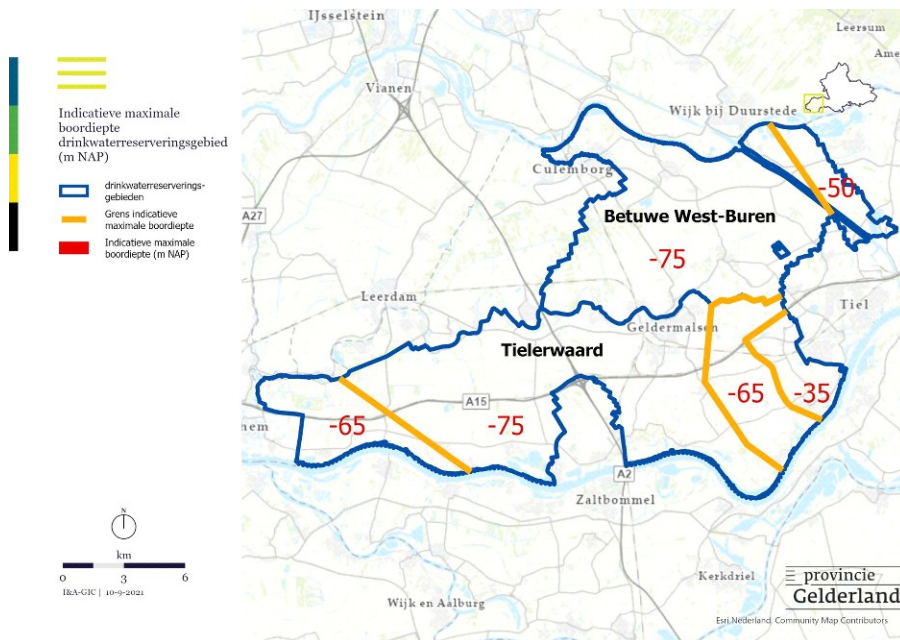 Indicatieve maximale
boordiepte
drinkwaterreserveringsgebied
(m NAP)
drinkwaterreserverings-
gebieden
Grens indicatieve
maximale boordiepte
Indicatieve maximale
boordiepte (m NAP)
N
km
0 3 6
I&A-GIC | 10-9-2021
IJsselstein
Leersum
Ame
Vianen
Wijk bij Duurstede
Culemborg
-50
A27
Betuwe West-Buren
-75
Leerdam
Tiel
Geldermalsen
Tielerwaard
-65
-35
A15
-65
-75
nem
A2
Zaltbommel
Kerkdriel
provincie
Gelderland
Wijk en Aalburg
Esri Nederland, Community Map Contributors